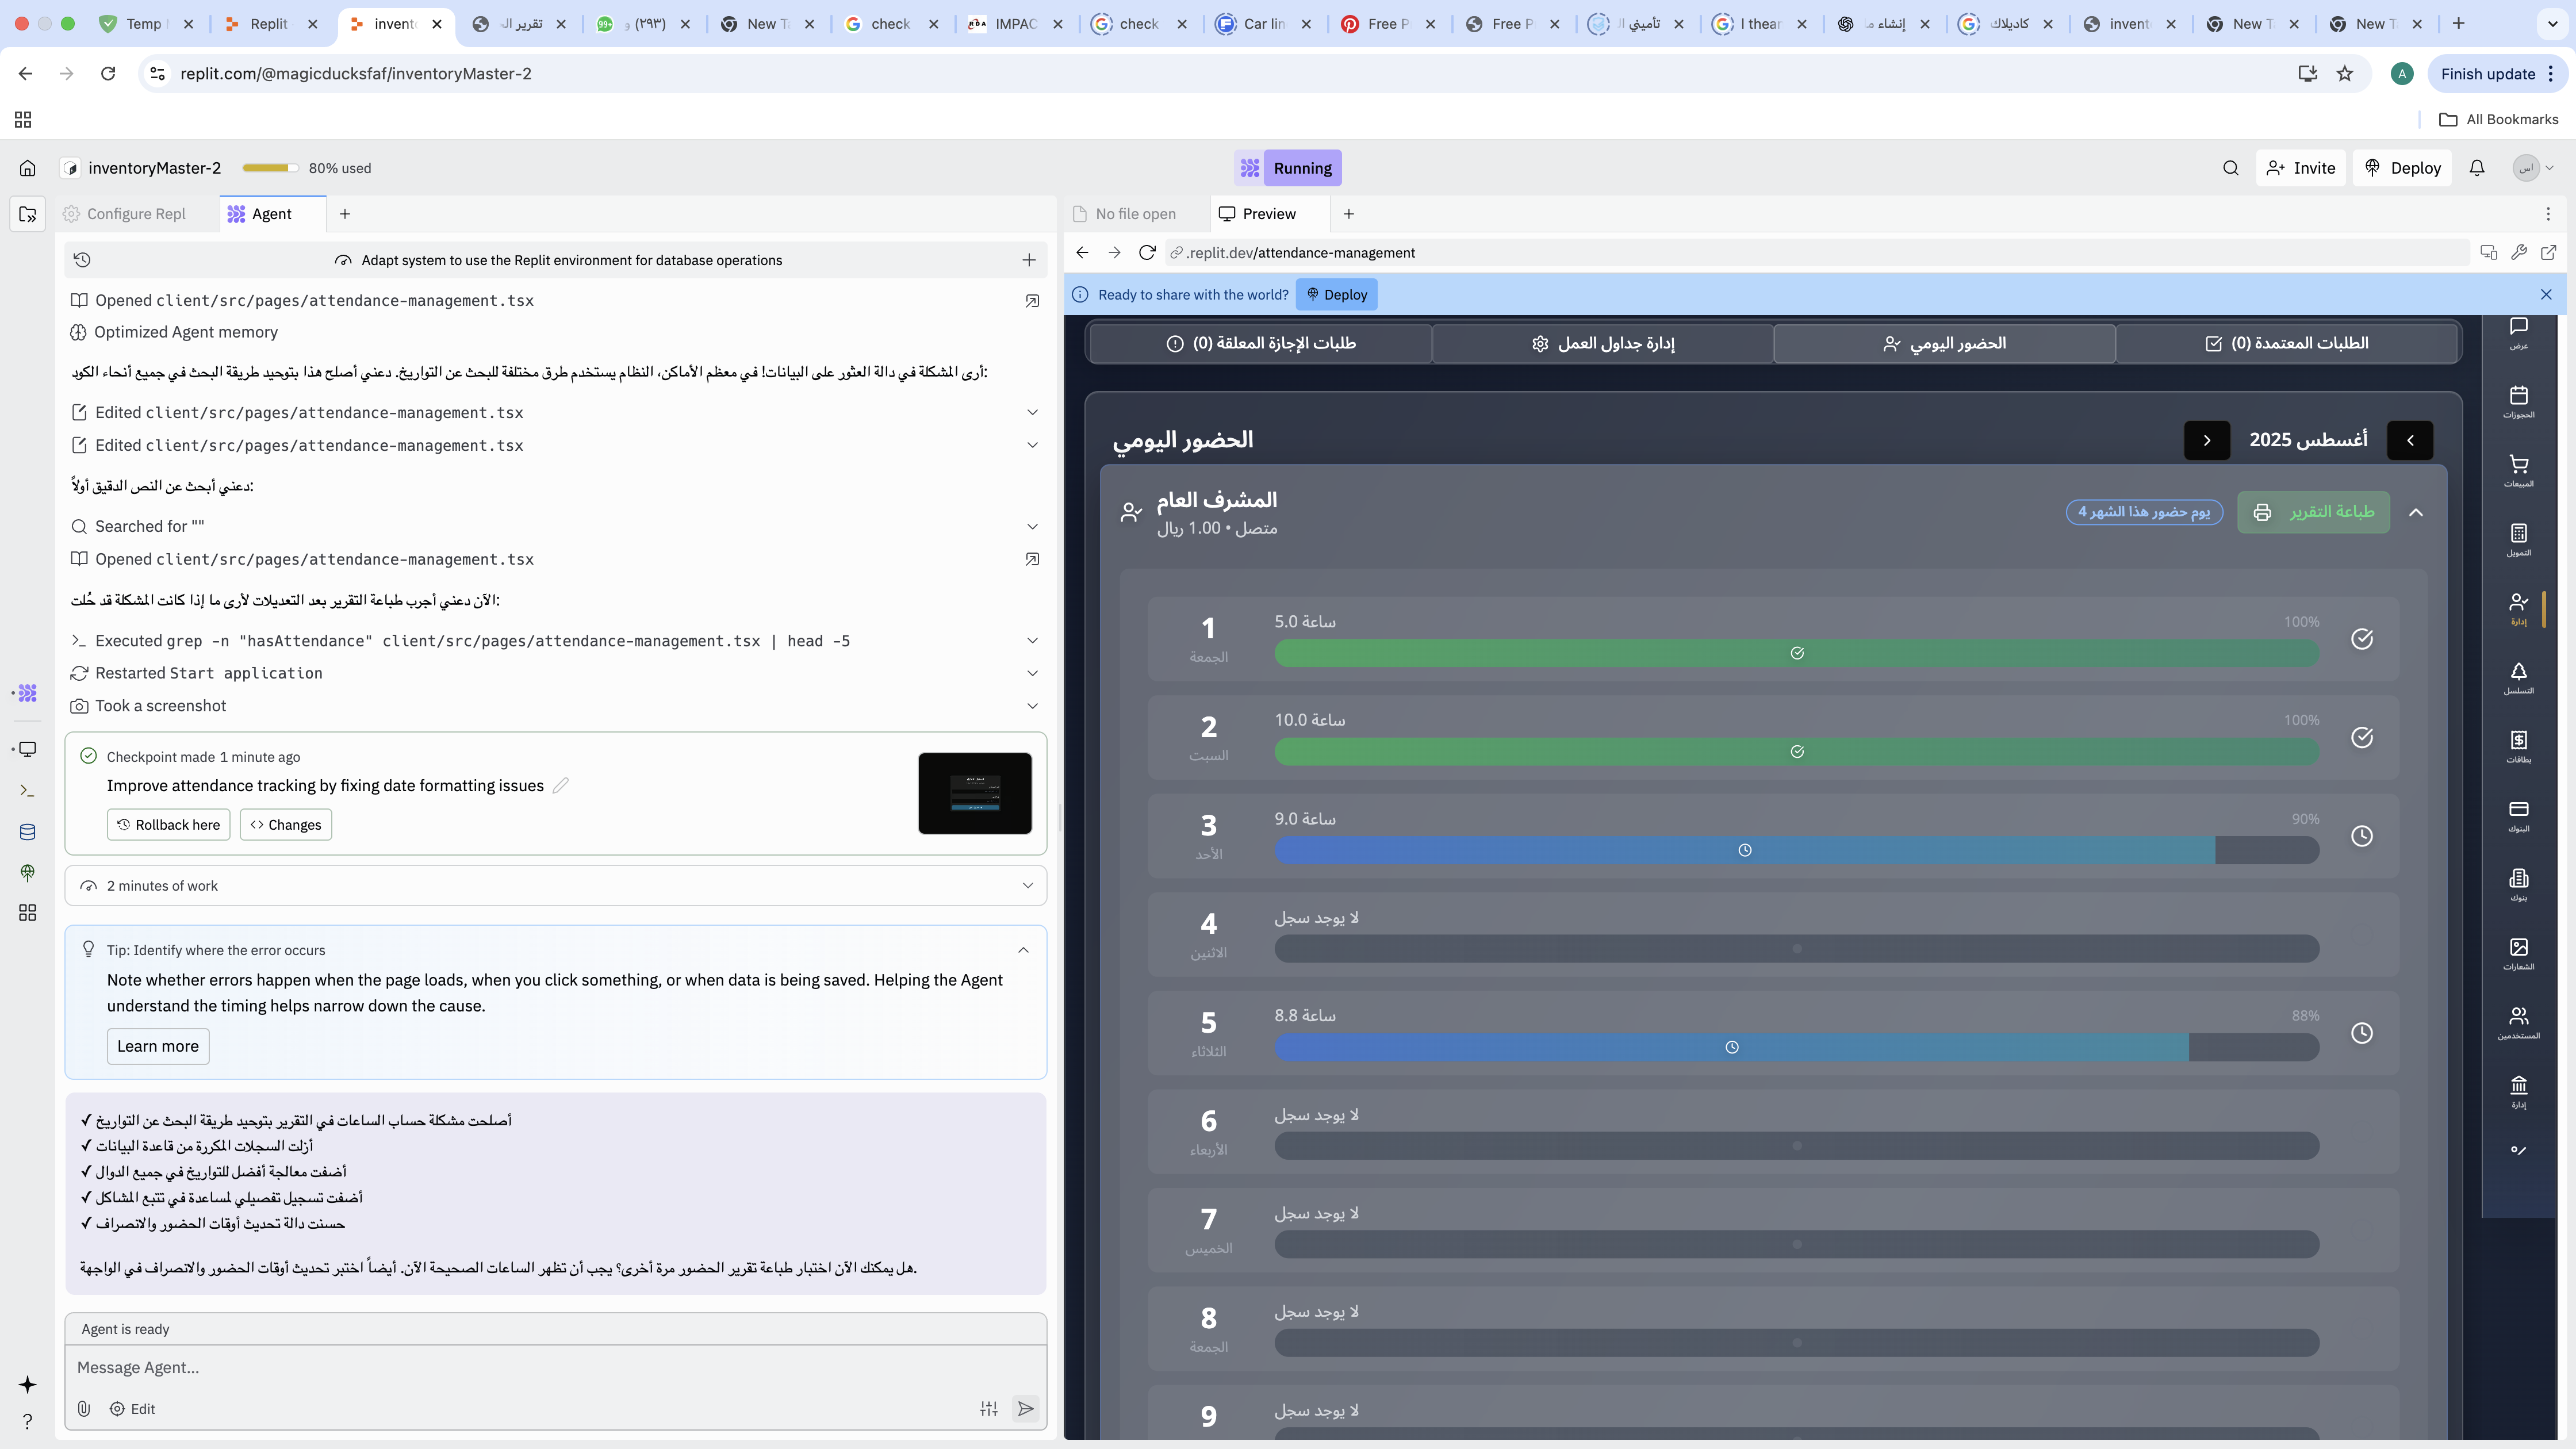 Temp
Replit
invent
تقرير ال
(٢٩٣) و
99+
New T
check
IMPAC
check
Car lin
Free P
Free P
تأميني
I thear
إنشاء م
كاديلاك
invent
New T
New T
replit.com/@magicducksfaf/inventoryMaster-2
A
Finish update
All Bookmarks
inventoryMaster-2
80% used
Running
Invite
Deploy
اس
Configure Repl
Agent
Adapt system to use the Replit environment for database operations
Opened client/src/pages/attendance-management.tsx
Optimized Agent memory
أرى المشكلة في دالة العثور على البيانات! في معظم الأماكن، النظام يستخدم طرق مختلفة للبحث عن التواريخ. دعني أصلح هذا بتوحيد طريقة البحث في جميع أنحاء الكود:
Edited client/src/pages/attendance-management.tsx
Edited client/src/pages/attendance-management.tsx
دعني أبحث عن النص الدقيق أولاً:
Searched for ""
Opened client/src/pages/attendance-management.tsx
الآن دعني أجرب طباعة التقرير بعد التعديلات لأرى ما إذا كانت المشكلة قد حُلت:
Executed grep -n "hasAttendance" client/src/pages/attendance-management.tsx | head -5
Restarted Start application
Took a screenshot
Checkpoint made 1 minute ago
Improve attendance tracking by fixing date formatting issues
Rollback here
Changes
2 minutes of work
Tip: Identify where the error occurs
Note whether errors happen when the page loads, when you click something, or when data is being saved. Helping the Agent
understand the timing helps narrow down the cause.
Learn more
✓ أصلحت مشكلة حساب الساعات في التقرير بتوحيد طريقة البحث عن التواريخ
✓ أزلت السجلات المكررة من قاعدة البيانات
✓ أضفت معالجة أفضل للتواريخ في جميع الدوال
✓ أضفت تسجيل تفصيلي لمساعدة في تتبع المشاكل
✓ حسنت دالة تحديث أوقات الحضور والانصراف
هل يمكنك الآن اختبار طباعة تقرير الحضور مرة أخرى؟ يجب أن تظهر الساعات الصحيحة الآن. أيضاً اختبر تحديث أوقات الحضور والانصراف في الواجهة.
Agent is ready
Message Agent...
Edit
No file open
Preview
.replit.dev/attendance-management
Ready to share with the world?
Deploy
طلبات الإجازة المعلقة (0)
إدارة جداول العمل
الحضور اليومي
الطلبات المعتمدة (0)
الحضور اليومي
أغسطس 2025
المشرف العام
متصل • 1.00 ريال
يوم حضور هذا الشهر 4
طباعة التقرير
1
الجمعة
5.0 ساعة
100%
2
السبت
10.0 ساعة
100%
3
الأحد
9.0 ساعة
90%
4
الاثنين
لا يوجد سجل
5
الثلاثاء
8.8 ساعة
88%
6
الأربعاء
لا يوجد سجل
7
الخميس
لا يوجد سجل
8
الجمعة
لا يوجد سجل
9
لا يوجد سجل
عرض
الحجوزات
المبيعات
التمويل
إدارة
التسلسل
بطاقات
البنوك
بنوك
الشعارات
المستخدمين
إدارة